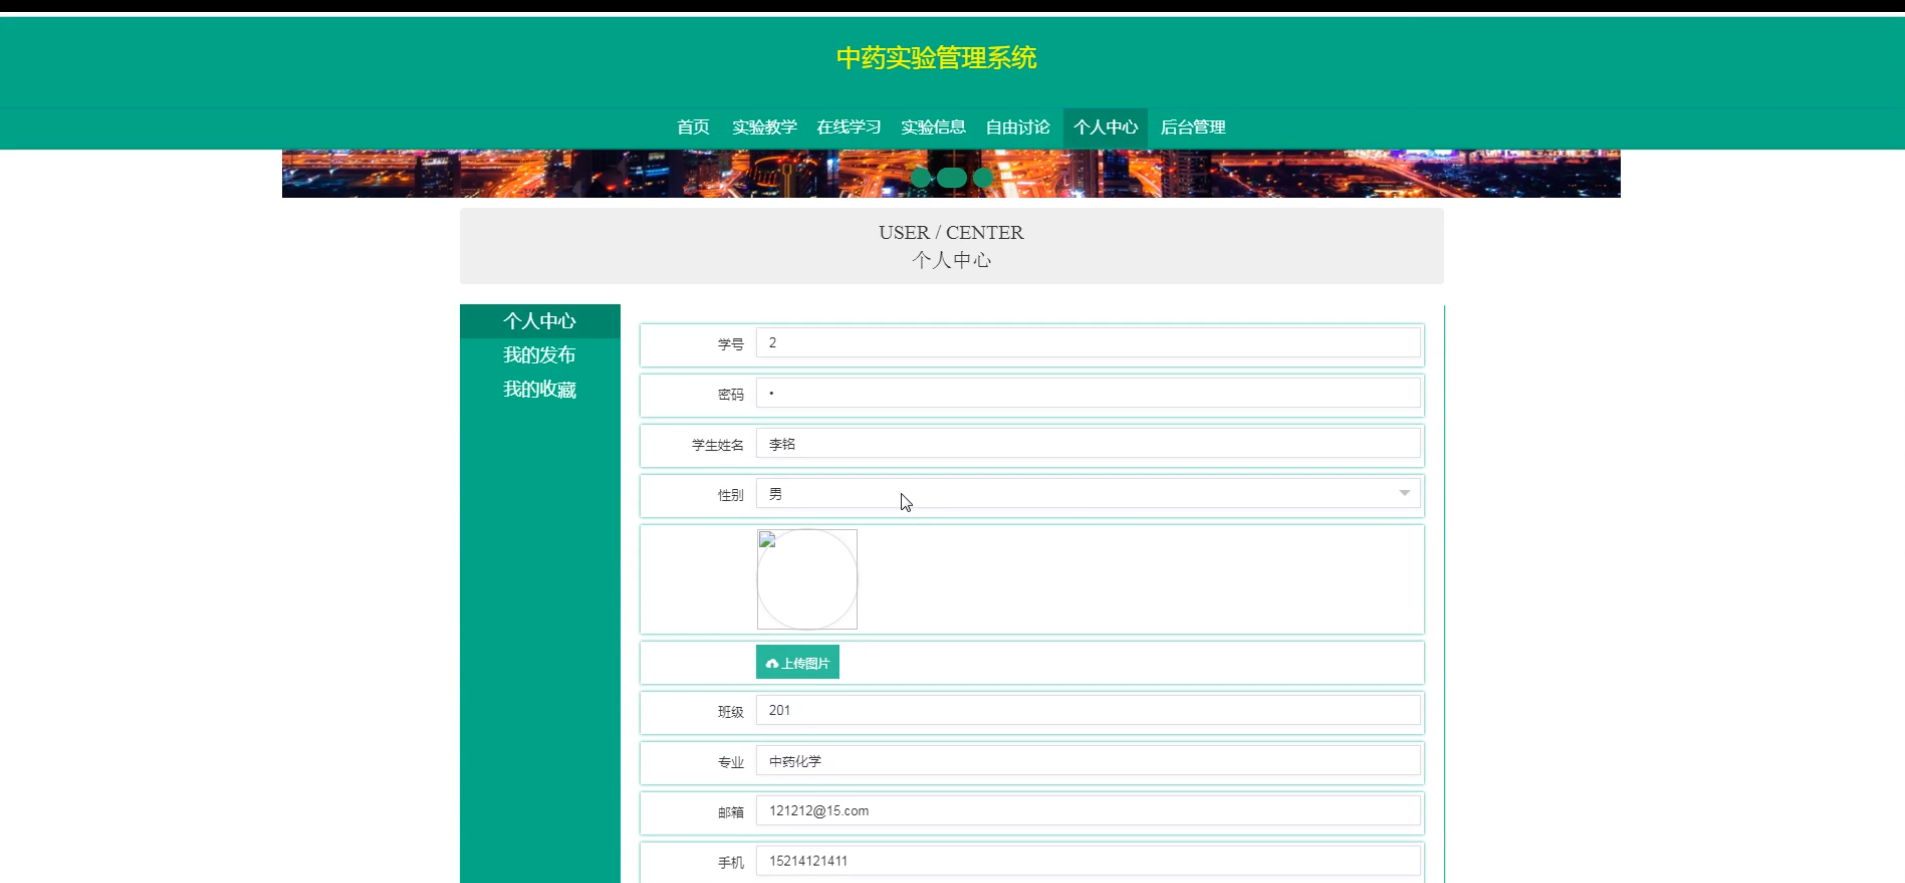 中药实验管理系统
首页 实验教学 在线学习 实验信息 自由讨论 个人中心 后台管理
USER / CENTER
个人中心
个人中心
我的发布
我的收藏
学号 2
密码 •
学生姓名 李铭
性别 男
上传图片
班级 201
专业 中药化学
邮箱 121212@15.com
手机 15214121411